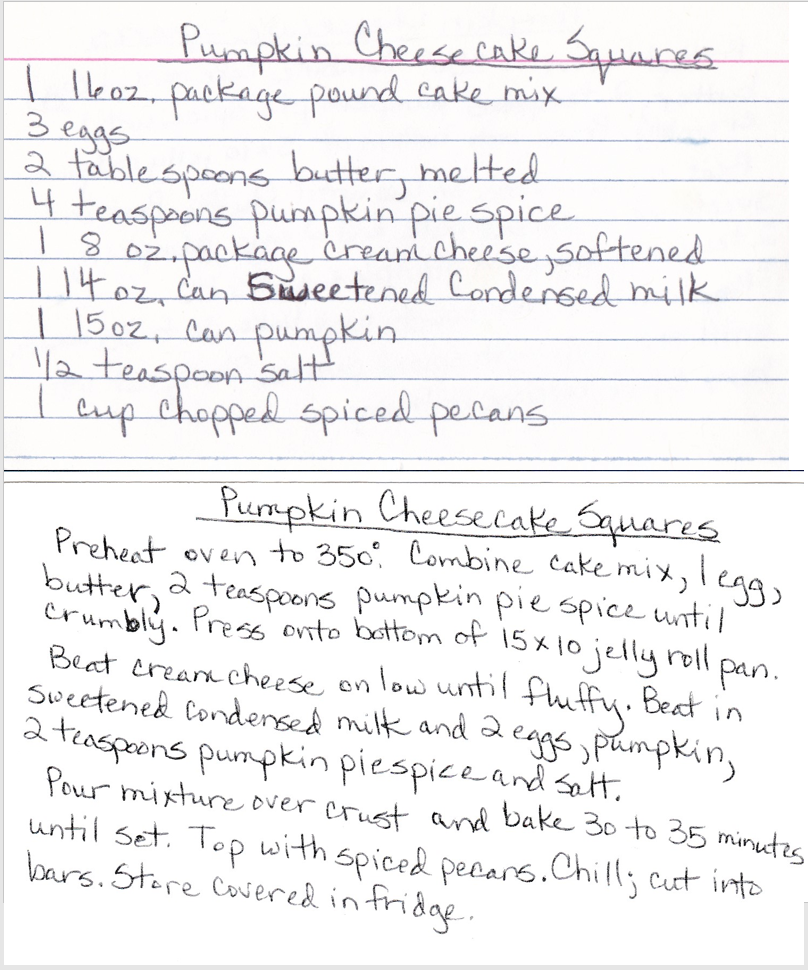 Pumpkin Cheesecake Squares
1 16oz. package pound cake mix
3 eggs
2 tablespoons butter, melted
4 teaspoons pumpkin pie spice
1 8 oz. package cream cheese, softened
1 14 oz. can Sweetened Condensed milk
1 15oz. can pumpkin
1/2 teaspoon salt
1 cup chopped spiced pecans
Pumpkin Cheesecake Squares
Preheat oven to 350°. Combine cake mix, 1 egg,
butter, 2 teaspoons pumpkin pie spice until
crumbly. Press onto bottom of 15x10 jelly roll pan.
Beat cream cheese on low until fluffy. Beat in
sweetened condensed milk and 2 eggs, pumpkin,
2 teaspoons pumpkin pie spice and salt.
Pour mixture over crust and bake 30 to 35 minutes
until set. Top with spiced pecans. Chill; cut into
bars. Store covered in fridge.